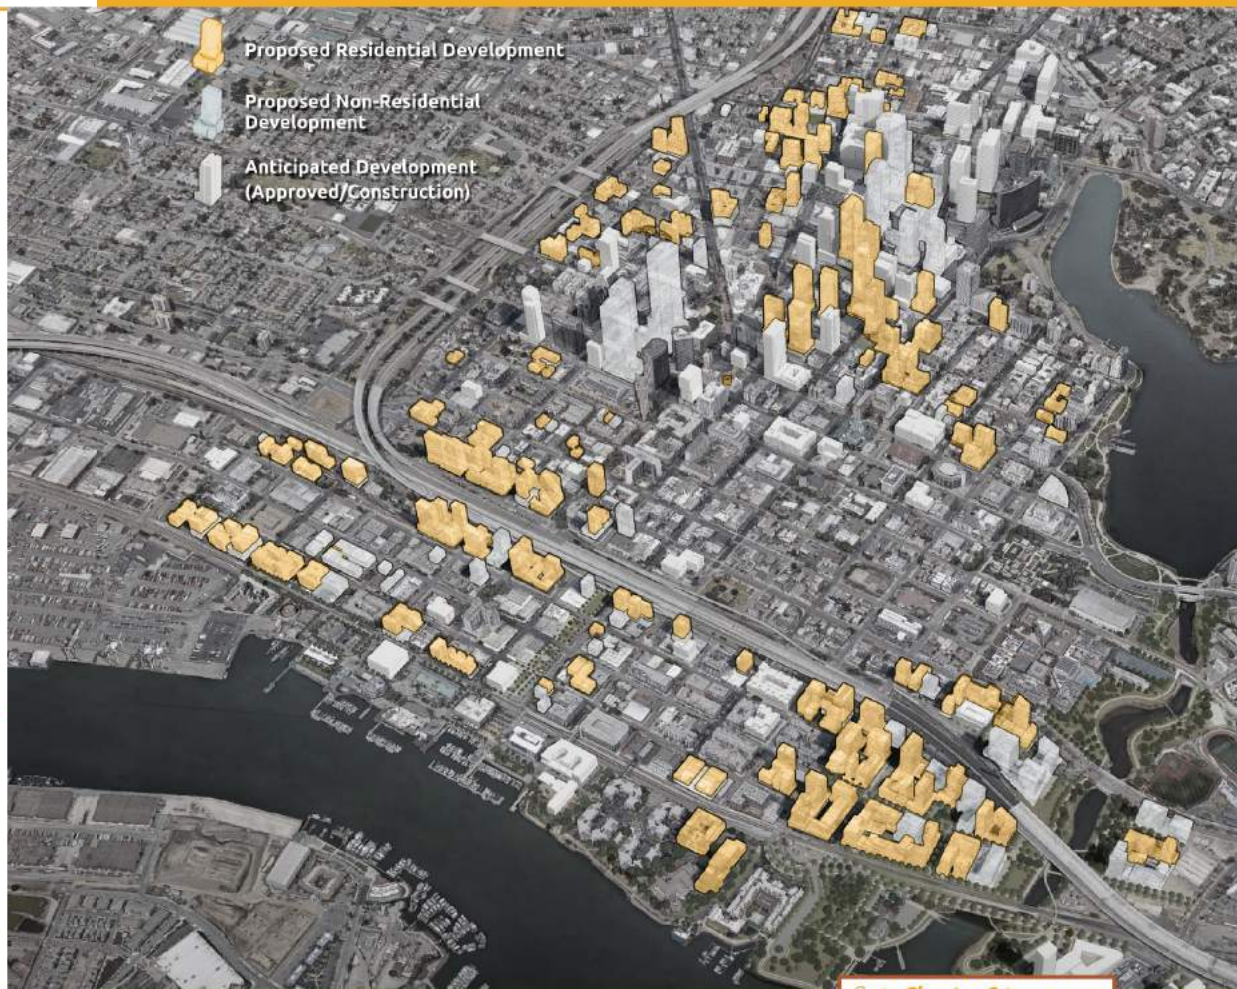 Proposed Residential Development
Proposed Non-Residential
Development
Anticipated Development
(Approved/Construction)